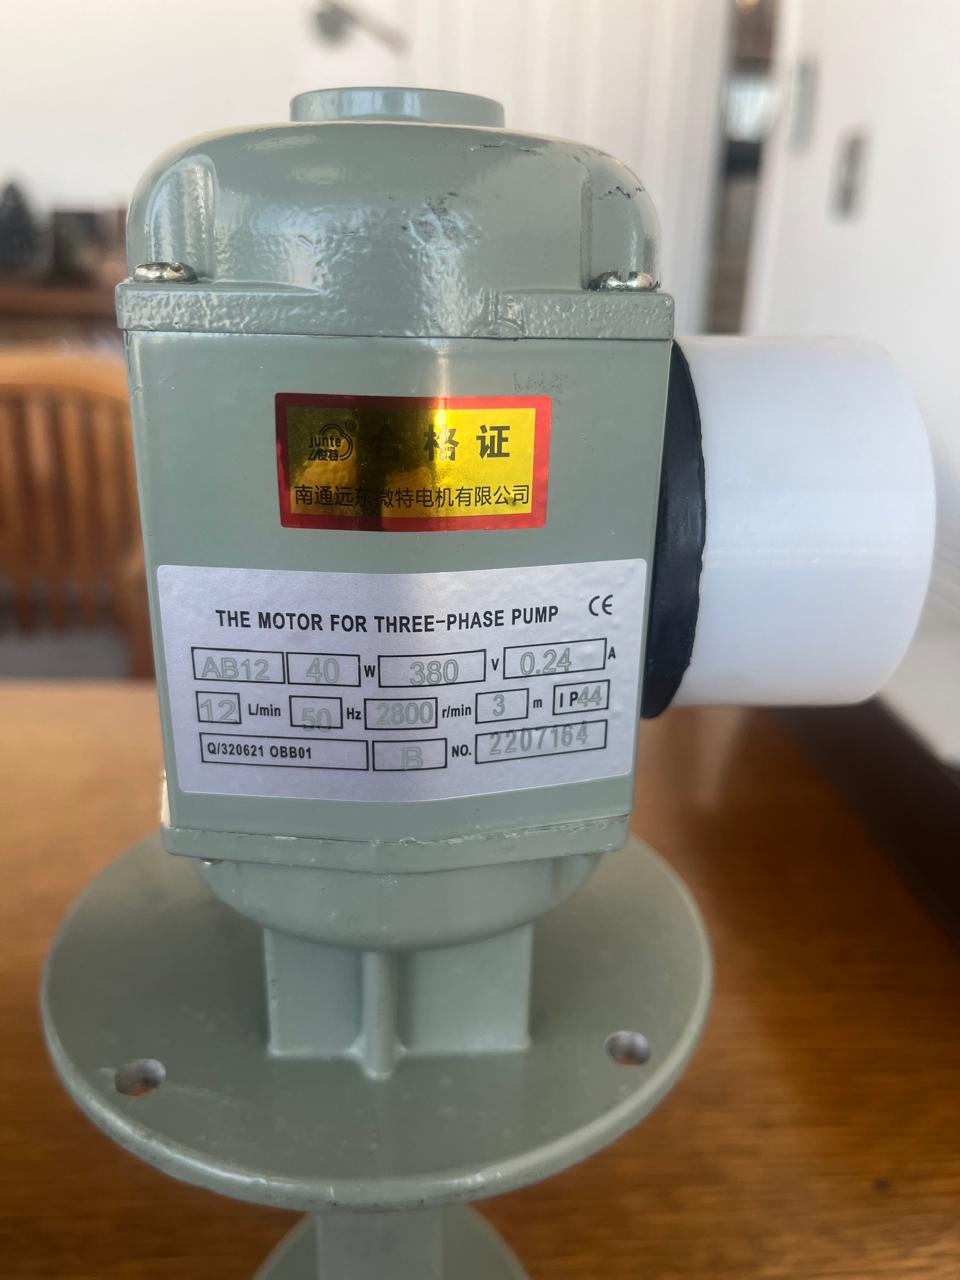 junte®
合格证
南通远东微特电机有限公司
THE MOTOR FOR THREE-PHASE PUMP CE
AB12 40 W 380 V 0.24 A
12 L/min 50 Hz 2800 r/min 3 m IP44
Q/320621 OBB01 B NO. 2207164